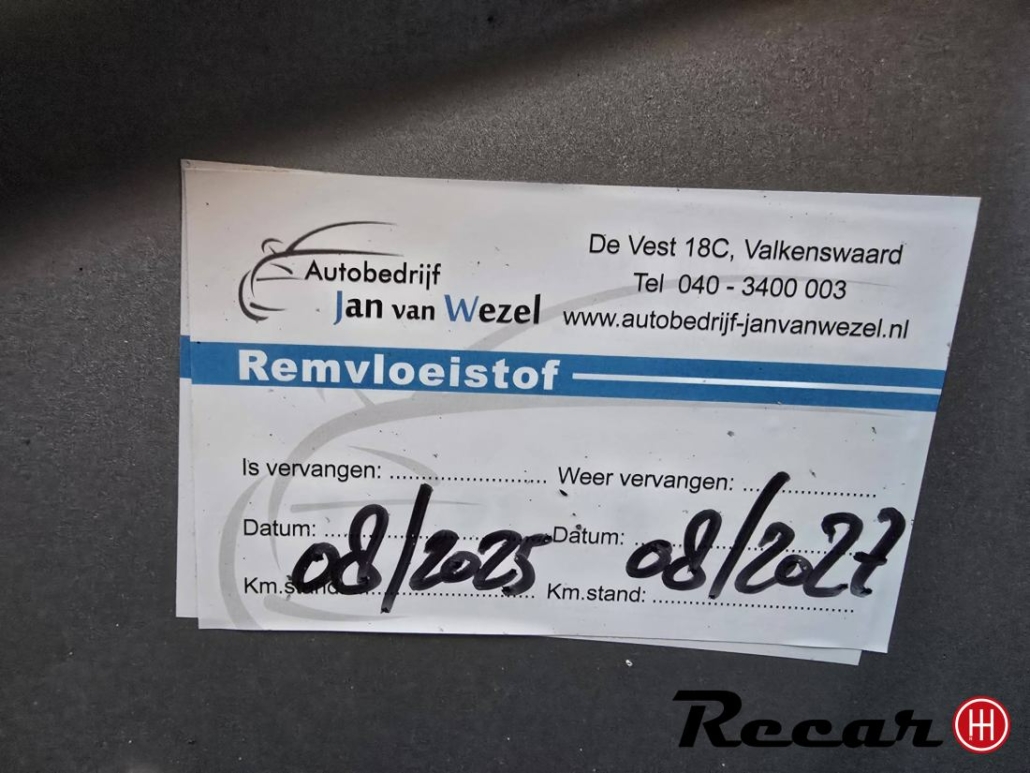 Autobedrijf
Jan van Wezel
De Vest 18C, Valkenswaard
Tel 040 - 3400 003
www.autobedrijf-janvanwezel.nl
Remvloeistof
Is vervangen: .......................... Weer vervangen: ......................
Datum: 08/2025 Datum: 08/2027
Km.stand: .......................... Km.stand: ..................................
Recar H